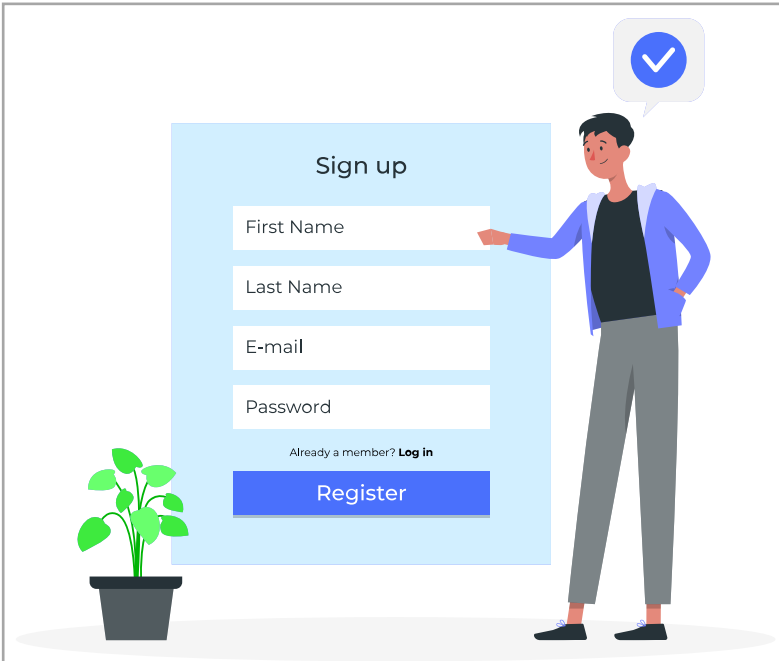 Sign up
First Name
Last Name
E-mail
Password
Already a member? Log in
Register